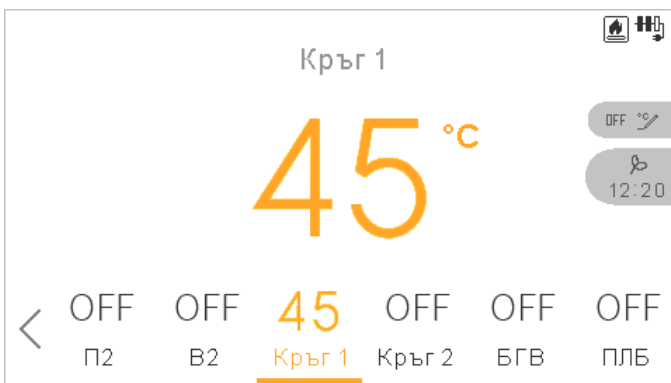 Кръг 1
45 °C
OFF °C
12:20
OFF OFF 45 OFF OFF OFF
П2 В2 Кръг 1 Кръг 2 БГВ ПЛБ